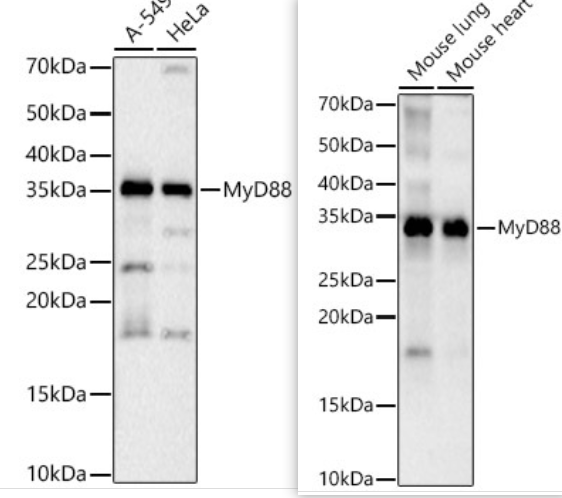 A-549
HeLa
70kDa
50kDa
40kDa
35kDa
25kDa
20kDa
15kDa
10kDa
MyD88
Mouse lung
Mouse heart
70kDa
50kDa
40kDa
35kDa
25kDa
20kDa
15kDa
10kDa
MyD88